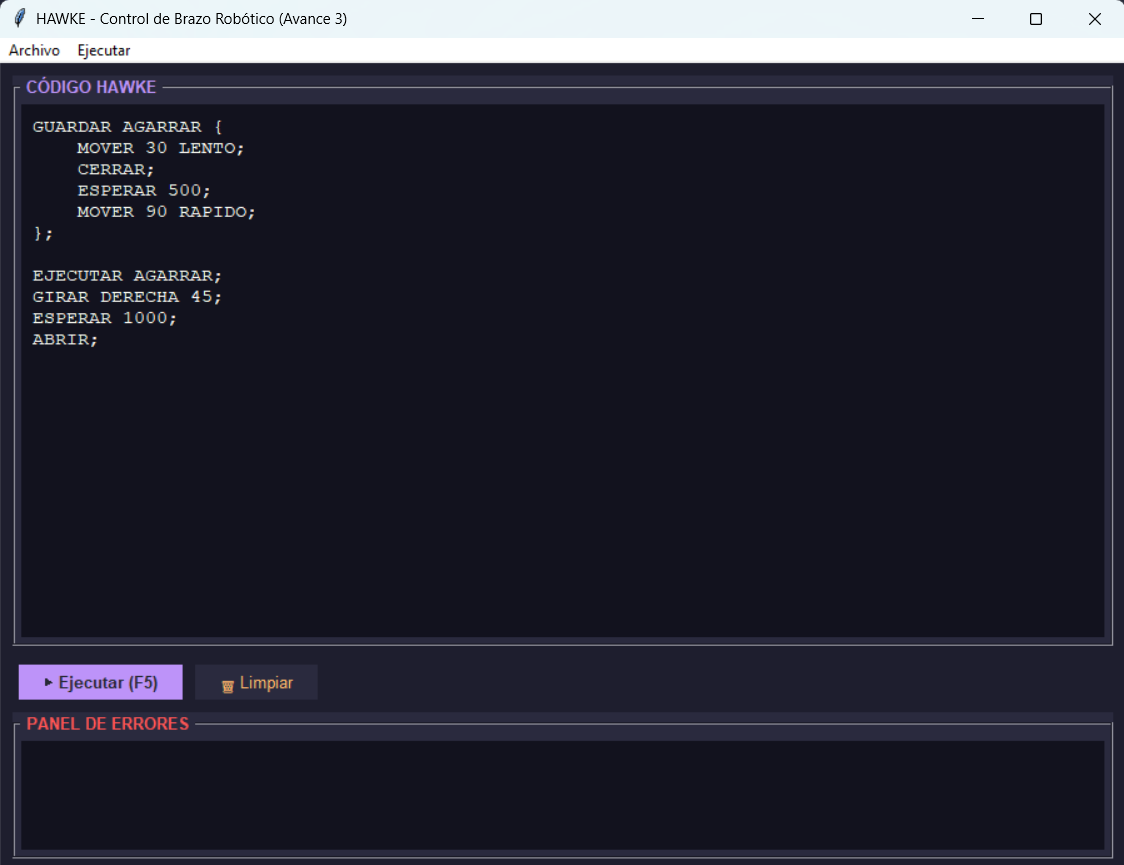 HAWKE - Control de Brazo Robótico (Avance 3)
Archivo Ejecutar
CÓDIGO HAWKE
GUARDAR AGARRAR {
    MOVER 30 LENTO;
    CERRAR;
    ESPERAR 500;
    MOVER 90 RAPIDO;
};

EJECUTAR AGARRAR;
GIRAR DERECHA 45;
ESPERAR 1000;
ABRIR;
Ejecutar (F5) Limpiar
PANEL DE ERRORES